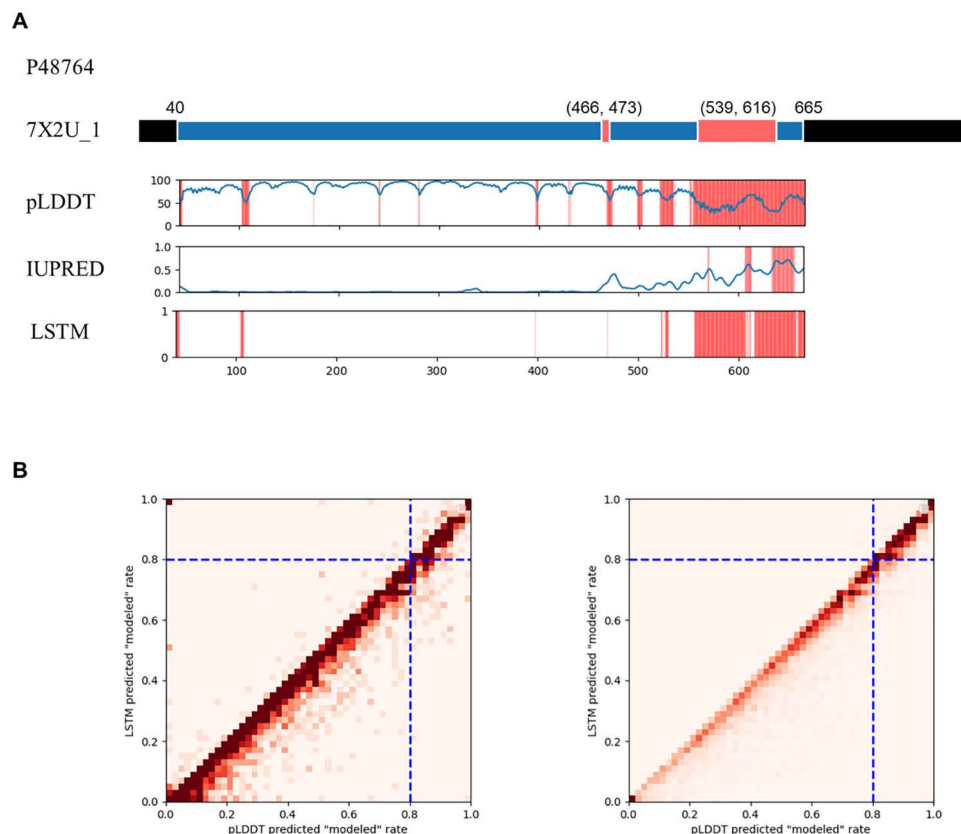 A
P48764
40 (466, 473) (539, 616) 665
7X2U_1
pLDDT
100
50
0
IUPRED
1.0
0.5
0.0
LSTM
1
0
100 200 300 400 500 600
B
LSTM predicted "modeled" rate
1.0
0.8
0.6
0.4
0.2
0.0
0.0 0.2 0.4 0.6 0.8 1.0
pLDDT predicted "modeled" rate
LSTM predicted "modeled" rate
1.0
0.8
0.6
0.4
0.2
0.0
0.0 0.2 0.4 0.6 0.8 1.0
pLDDT predicted "modeled" rate